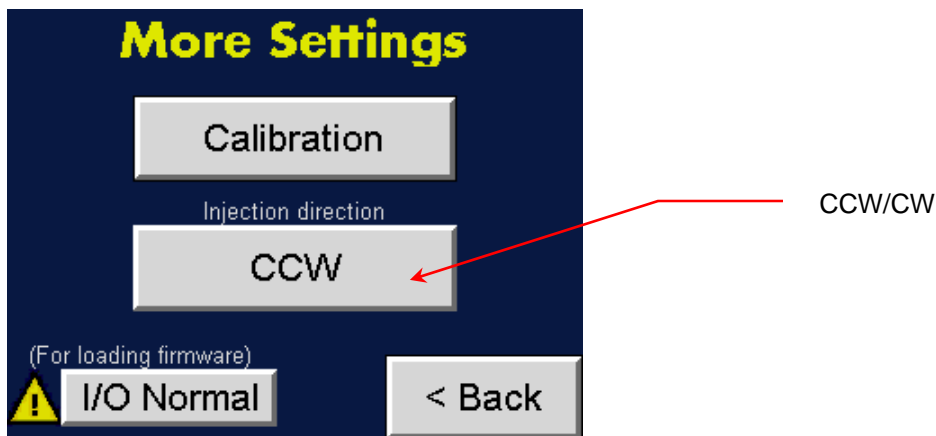 More Settings
Calibration
Injection direction
CCW
CCW/CW
(For loading firmware)
I/O Normal
< Back